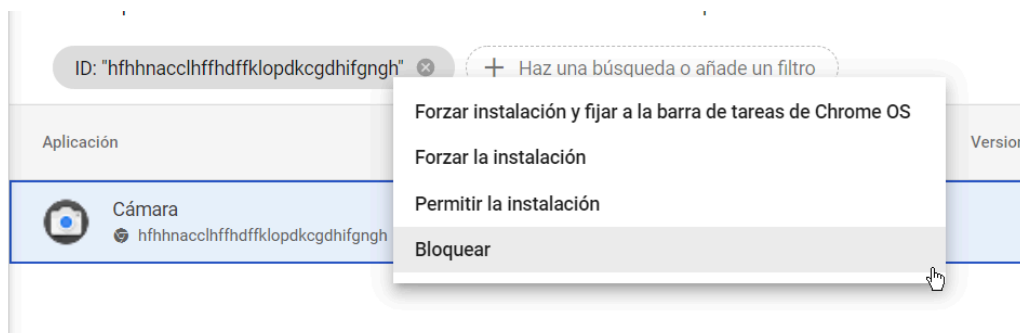 ID: "hfhhnacclhffhdffklopdkcgdhifgngh"
Haz una búsqueda o añade un filtro
Forzar instalación y fijar a la barra de tareas de Chrome OS
Aplicación
Forzar la instalación
Permitir la instalación
Cámara
hfhhnacclhffhdffklopdkcgdhifgngh
Bloquear